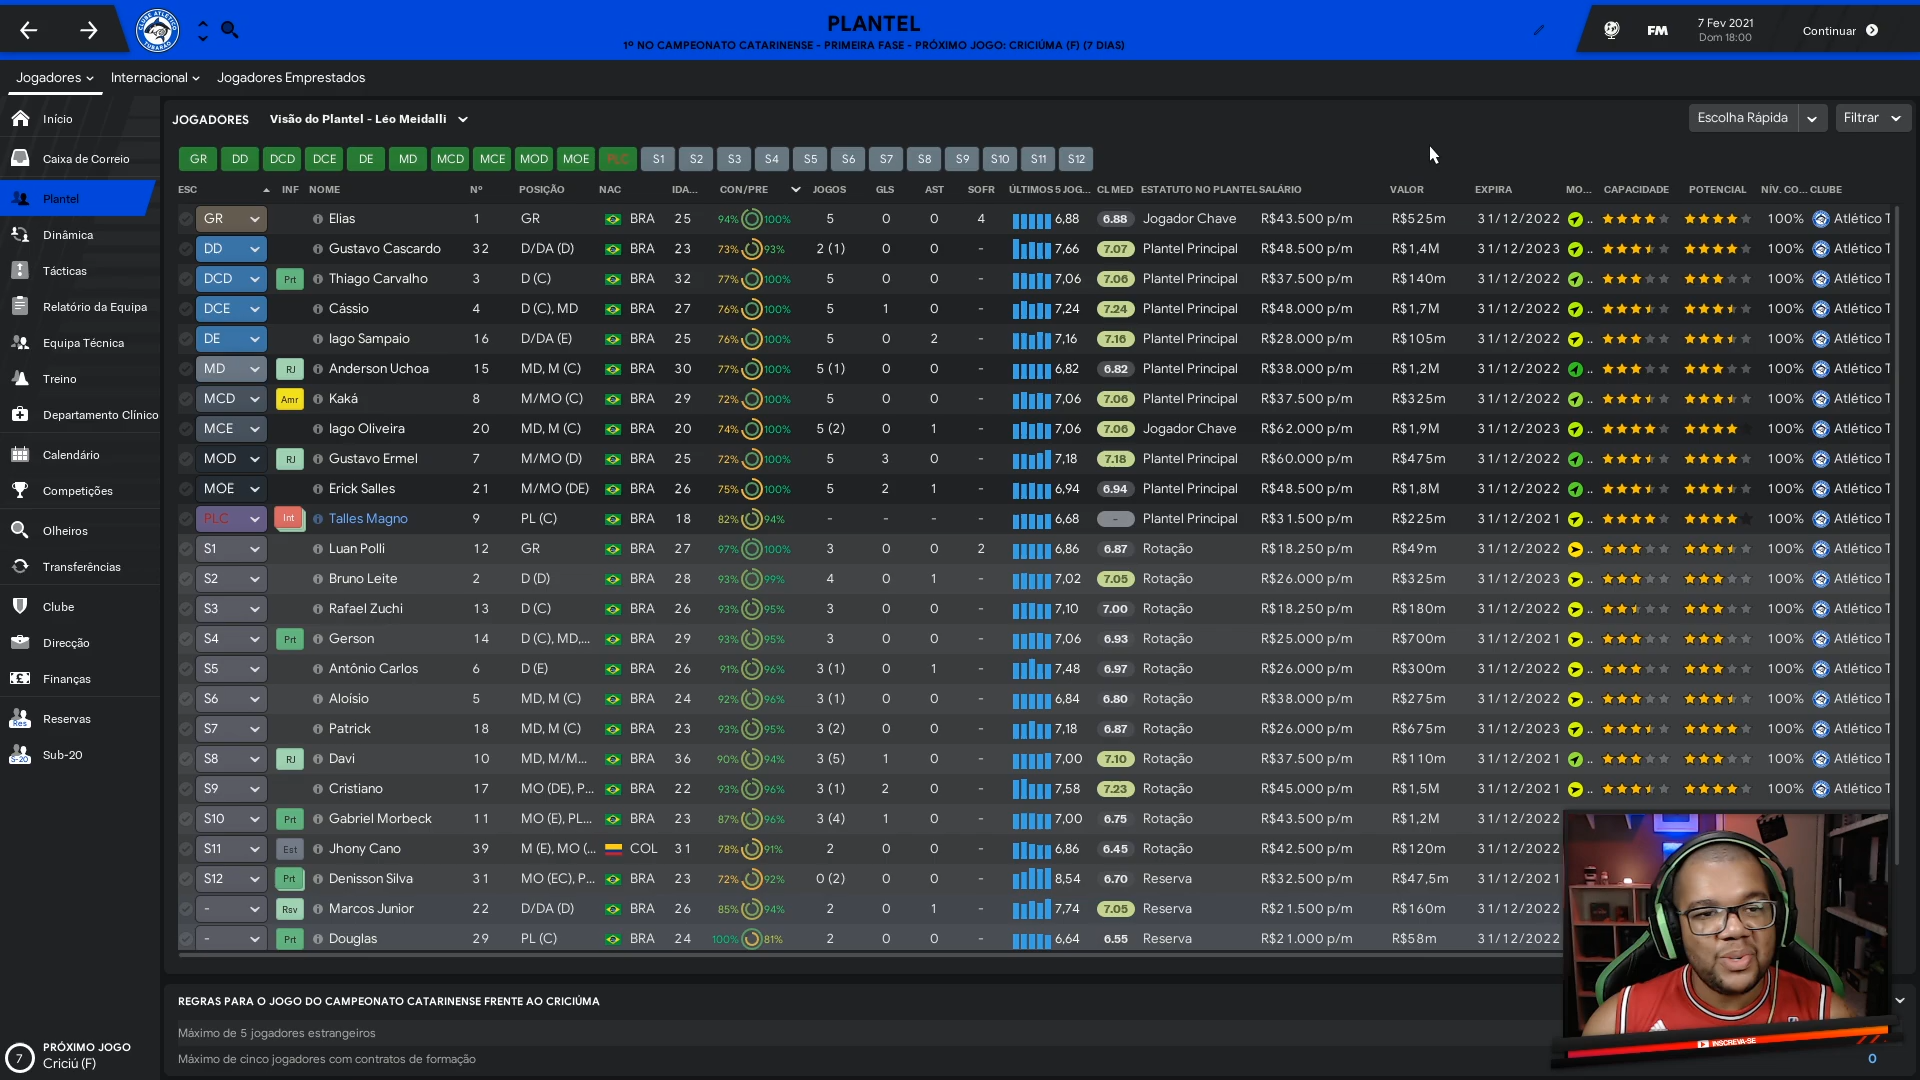 PLANTEL
1º NO CAMPEONATO CATARINENSE - PRIMEIRA FASE - PRÓXIMO JOGO: CRICIÚMA (F) (7 DIAS)
FM
7 Fev 2021
Dom 18:00
Continuar
Jogadores Internacional Jogadores Emprestados
Início
Caixa de Correio
Plantel
Dinâmica
Tácticas
Relatório da Equipa
Equipa Técnica
Treino
Departamento Clínico
Calendário
Competições
Olheiros
Transferências
Clube
Direcção
Finanças
Reservas
Sub-20
7 PRÓXIMO JOGO
Criciú (F)
JOGADORES Visão do Plantel - Léo Meidalli Escolha Rápida Filtrar
GR DD DCD DCE DE MD MCD MCE MOD MOE PLC S1 S2 S3 S4 S5 S6 S7 S8 S9 S10 S11 S12
ESC INF NOME Nº POSIÇÃO NAC IDA... CON/PRE JOGOS GLS AST SOFR ÚLTIMOS 5 JOG... CL MED ESTATUTO NO PLANTEL SALÁRIO VALOR EXPIRA MO... CAPACIDADE POTENCIAL NÍV. CO... CLUBE
GR Elias 1 GR BRA 25 94% 100% 5 0 0 4 6,88 6.88 Jogador Chave R$43.500 p/m R$525m 31/12/2022 .. 100% Atlético T
DD Gustavo Cascardo 32 D/DA (D) BRA 23 73% 93% 2 (1) 0 0 - 7,66 7.07 Plantel Principal R$48.500 p/m R$1,4M 31/12/2023 .. 100% Atlético T
DCD Prt Thiago Carvalho 3 D (C) BRA 32 77% 100% 5 0 0 - 7,06 7.06 Plantel Principal R$37.500 p/m R$140m 31/12/2022 .. 100% Atlético T
DCE Cássio 4 D (C), MD BRA 27 76% 100% 5 1 0 - 7,24 7.24 Plantel Principal R$48.000 p/m R$1,7M 31/12/2022 .. 100% Atlético T
DE Iago Sampaio 16 D/DA (E) BRA 25 76% 100% 5 0 2 - 7,16 7.16 Plantel Principal R$28.000 p/m R$105m 31/12/2022 .. 100% Atlético T
MD RJ Anderson Uchoa 15 MD, M (C) BRA 30 77% 100% 5 (1) 0 0 - 6,82 6.82 Plantel Principal R$38.000 p/m R$1,2M 31/12/2022 .. 100% Atlético T
MCD Amr Kaká 8 M/MO (C) BRA 29 72% 100% 5 0 0 - 7,06 7.06 Plantel Principal R$37.500 p/m R$325m 31/12/2022 .. 100% Atlético T
MCE Iago Oliveira 20 MD, M (C) BRA 20 74% 100% 5 (2) 0 1 - 7,06 7.06 Jogador Chave R$62.000 p/m R$1,9M 31/12/2023 .. 100% Atlético T
MOD RJ Gustavo Ermel 7 M/MO (D) BRA 25 72% 100% 5 3 0 - 7,18 7.18 Plantel Principal R$60.000 p/m R$475m 31/12/2022 .. 100% Atlético T
MOE Erick Salles 21 M/MO (DE) BRA 26 75% 100% 5 2 1 - 6,94 6.94 Plantel Principal R$48.500 p/m R$1,8M 31/12/2022 .. 100% Atlético T
PLC Int Talles Magno 9 PL (C) BRA 18 82% 94% - - - - 6,68 - Plantel Principal R$31.500 p/m R$225m 31/12/2021 .. 100% Atlético T
S1 Luan Polli 12 GR BRA 27 97% 100% 3 0 0 2 6,86 6.87 Rotação R$18.250 p/m R$49m 31/12/2022 .. 100% Atlético T
S2 Bruno Leite 2 D (D) BRA 28 93% 99% 4 0 1 - 7,02 7.05 Rotação R$26.000 p/m R$325m 31/12/2023 .. 100% Atlético T
S3 Rafael Zuchi 13 D (C) BRA 26 93% 95% 3 0 0 - 7,10 7.00 Rotação R$18.250 p/m R$180m 31/12/2022 .. 100% Atlético T
S4 Prt Gerson 14 D (C), MD,... BRA 29 93% 95% 3 0 0 - 7,06 6.93 Rotação R$25.000 p/m R$700m 31/12/2021 .. 100% Atlético T
S5 Antônio Carlos 6 D (E) BRA 26 91% 96% 3 (1) 0 1 - 7,48 6.97 Rotação R$26.000 p/m R$300m 31/12/2022 .. 100% Atlético T
S6 Aloísio 5 MD, M (C) BRA 24 92% 96% 3 (1) 0 0 - 6,84 6.80 Rotação R$38.000 p/m R$275m 31/12/2022 .. 100% Atlético T
S7 Patrick 18 MD, M (C) BRA 23 93% 95% 3 (2) 0 0 - 7,18 6.87 Rotação R$26.000 p/m R$675m 31/12/2023 .. 100% Atlético T
S8 RJ Davi 10 MD, M/M... BRA 36 90% 94% 3 (5) 1 0 - 7,00 7.10 Rotação R$37.500 p/m R$110m 31/12/2021 .. 100% Atlético T
S9 Cristiano 17 MO (DE), P... BRA 22 93% 96% 3 (1) 2 0 - 7,58 7.23 Rotação R$45.000 p/m R$1,5M 31/12/2021 .. 100% Atlético T
S10 Prt Gabriel Morbeck 11 MO (E), PL... BRA 23 87% 96% 3 (4) 1 0 - 7,00 6.75 Rotação R$43.500 p/m R$1,2M 31/12/2022
S11 Est Jhony Cano 39 M (E), MO (... COL 31 78% 91% 2 0 0 - 6,86 6.45 Rotação R$42.500 p/m R$120m 31/12/2022
S12 Prt Denisson Silva 31 MO (EC), P... BRA 23 72% 92% 0 (2) 0 0 - 8,54 6.70 Reserva R$32.500 p/m R$47,5m 31/12/2021
- Rsv Marcos Junior 22 D/DA (D) BRA 26 85% 94% 2 0 1 - 7,74 7.05 Reserva R$21.500 p/m R$160m 31/12/2022
- Prt Douglas 29 PL (C) BRA 24 100% 81% 2 0 0 - 6,64 6.55 Reserva R$21.000 p/m R$58m 31/12/2022
REGRAS PARA O JOGO DO CAMPEONATO CATARINENSE FRENTE AO CRICIÚMA
Máximo de 5 jogadores estrangeiros
Máximo de cinco jogadores com contratos de formação
INSCREVA-SE
0